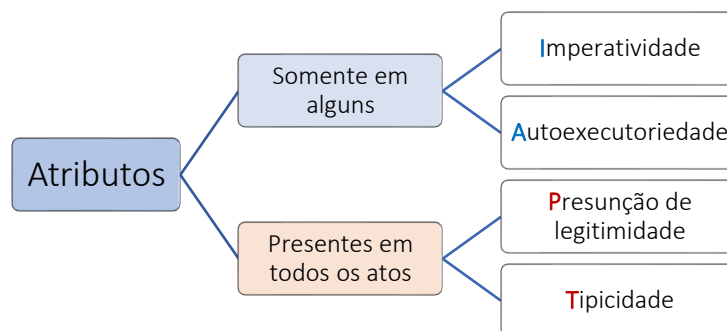 Atributos
Somente em
alguns
Imperatividade
Autoexecutoriedade
Presentes em
todos os atos
Presunção de
legitimidade
Tipicidade